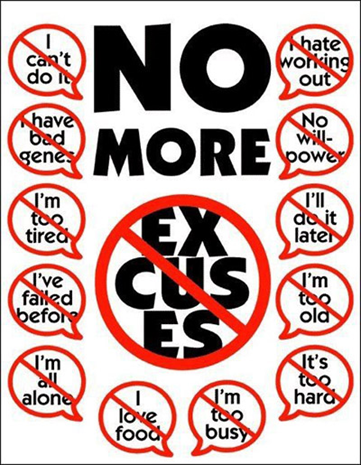 NO
MORE
EX
CUS
ES
I
can't
do it
I have
bad
genes
I'm
too
tired
I've
failed
before
I'm
all
alone
I
love
food
I'm
too
busy
It's
too
hard
I'm
too
old
I'll
do it
later
No
will-
power
I hate
working
out